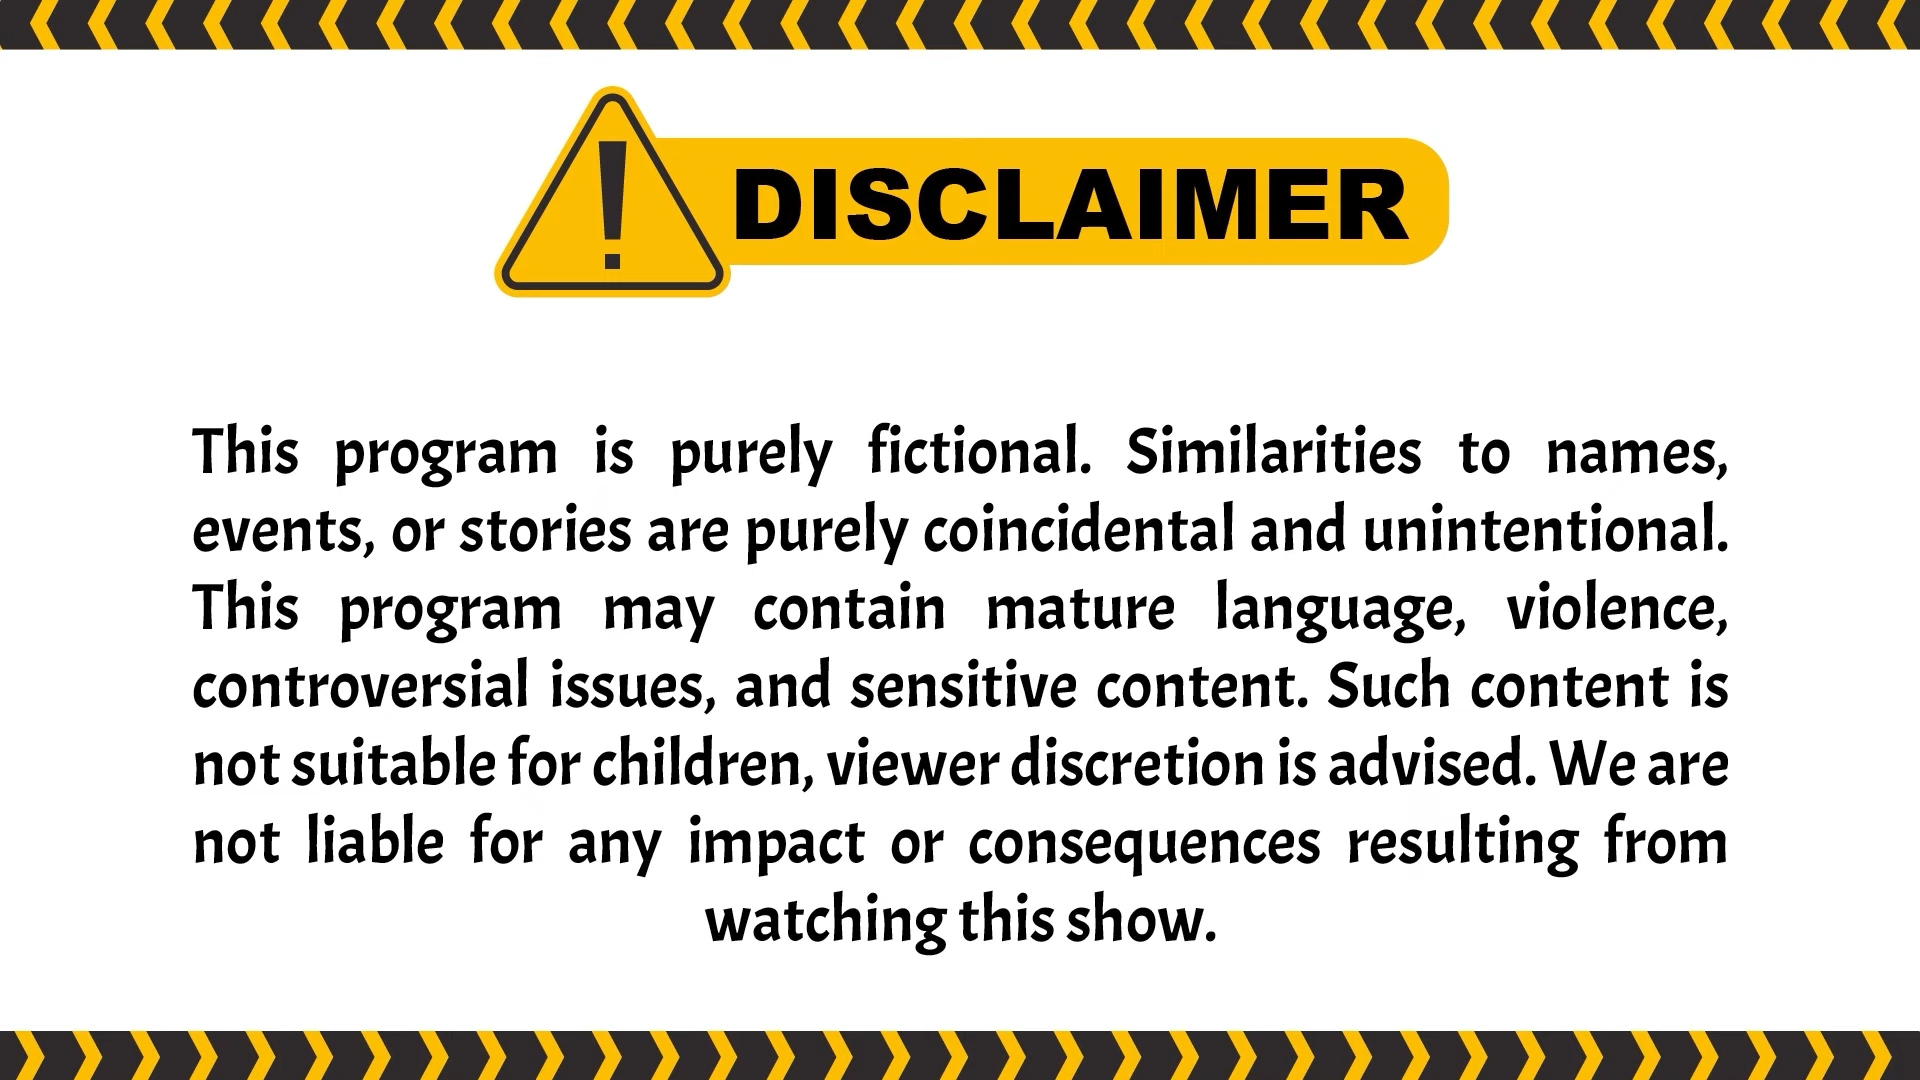 DISCLAIMER
This program is purely fictional. Similarities to names,
events, or stories are purely coincidental and unintentional.
This program may contain mature language, violence,
controversial issues, and sensitive content. Such content is
not suitable for children, viewer discretion is advised. We are
not liable for any impact or consequences resulting from
watching this show.